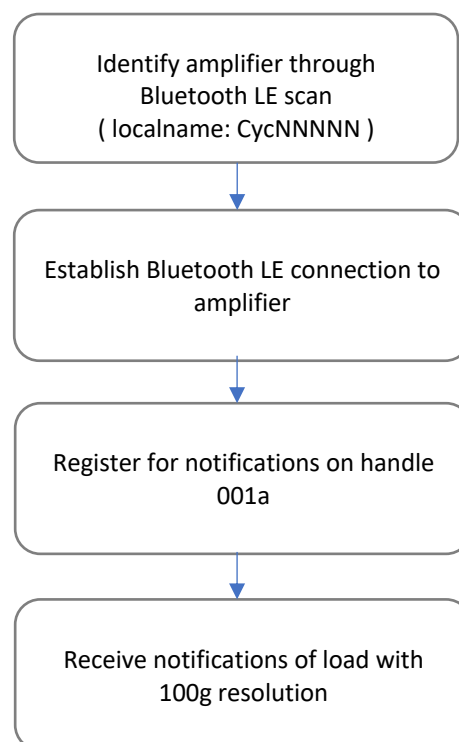 Identify amplifier through
Bluetooth LE scan
( localname: CycNNNNN )
Establish Bluetooth LE connection to
amplifier
Register for notifications on handle
001a
Receive notifications of load with
100g resolution